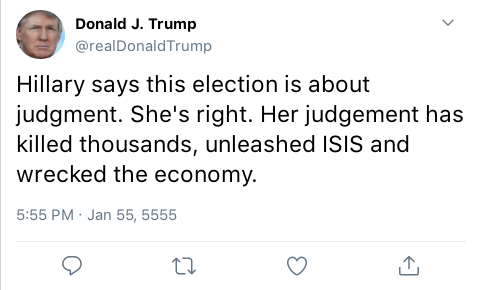 Donald J. Trump
@realDonaldTrump
Hillary says this election is about
judgment. She's right. Her judgement has
killed thousands, unleashed ISIS and
wrecked the economy.
5:55 PM · Jan 55, 5555